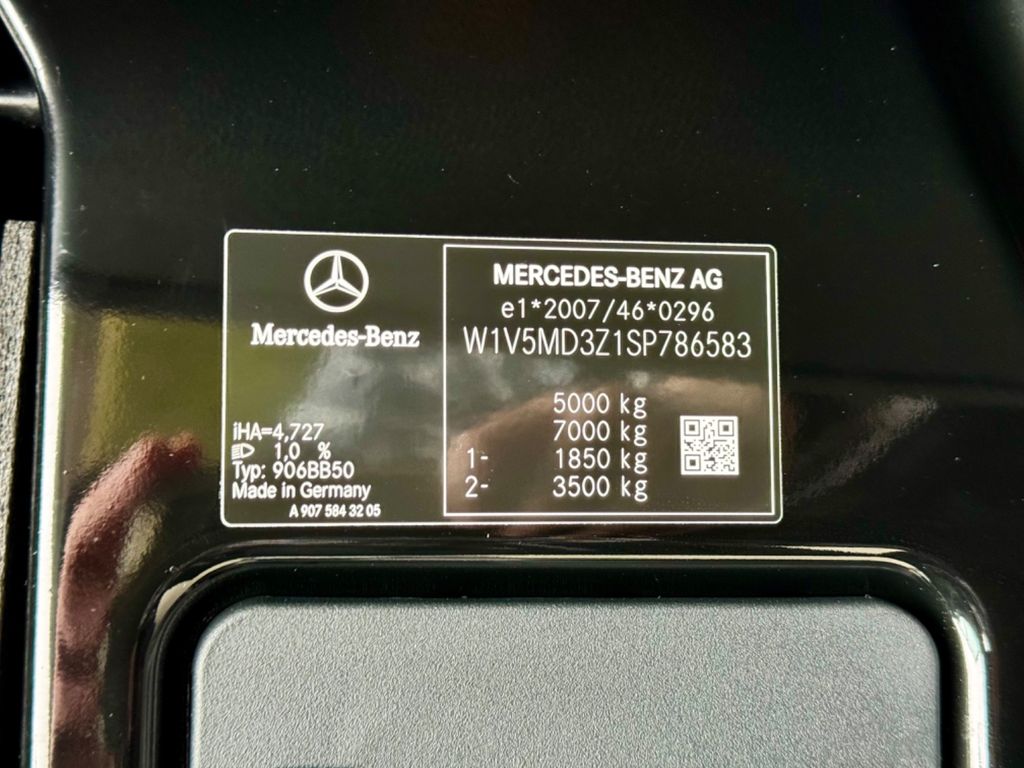 Mercedes-Benz
iHA=4,727
1,0 %
Typ: 906BB50
Made in Germany
A 907 584 32 05
MERCEDES-BENZ AG
e1*2007/46*0296
W1V5MD3Z1SP786583
5000 kg
7000 kg
1- 1850 kg
2- 3500 kg